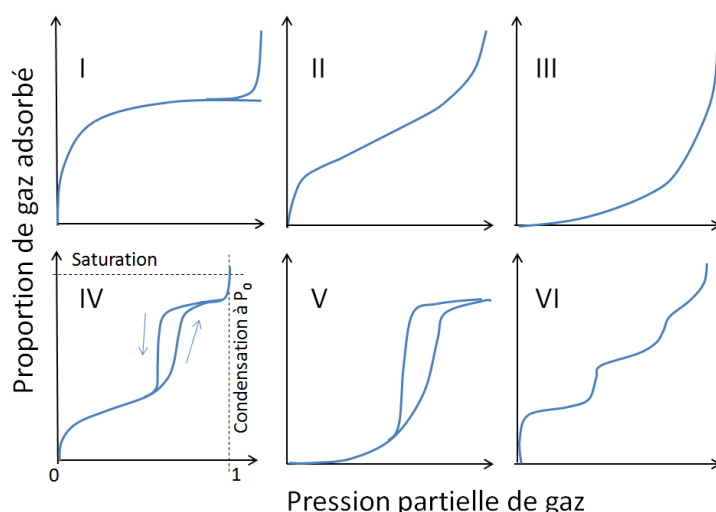 Proportion de gaz adsorbé
I
II
III
Saturation
IV
Condensation à P0
V
VI
0
1
Pression partielle de gaz